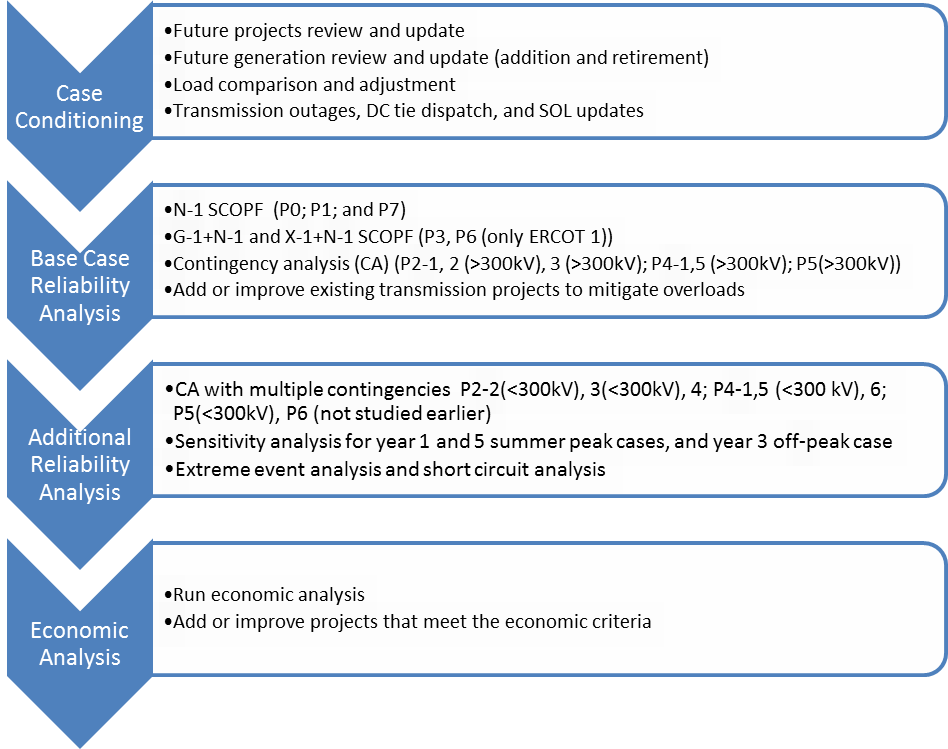 Case
Conditioning
•Future projects review and update
•Future generation review and update (addition and retirement)
•Load comparison and adjustment
•Transmission outages, DC tie dispatch, and SOL updates
Base Case
Reliability
Analysis
•N-1 SCOPF (P0; P1; and P7)
•G-1+N-1 and X-1+N-1 SCOPF (P3, P6 (only ERCOT 1))
•Contingency analysis (CA) (P2-1, 2 (>300kV), 3 (>300kV); P4-1,5 (>300kV); P5(>300kV))
•Add or improve existing transmission projects to mitigate overloads
Additional
Reliability
Analysis
•CA with multiple contingencies P2-2(<300kV), 3(<300kV), 4; P4-1,5 (<300 kV), 6;
P5(<300kV), P6 (not studied earlier)
•Sensitivity analysis for year 1 and 5 summer peak cases, and year 3 off-peak case
•Extreme event analysis and short circuit analysis
Economic
Analysis
•Run economic analysis
•Add or improve projects that meet the economic criteria